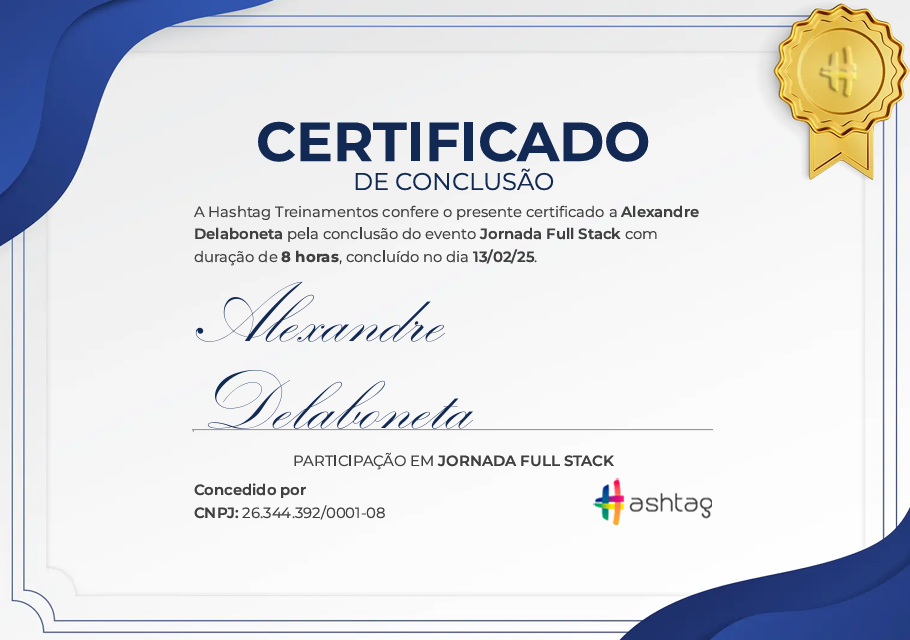 CERTIFICADO
DE CONCLUSÃO
A Hashtag Treinamentos confere o presente certificado a Alexandre
Delaboneta pela conclusão do evento Jornada Full Stack com
duração de 8 horas, concluído no dia 13/02/25.
Alexandre
Delaboneta
PARTICIPAÇÃO EM JORNADA FULL STACK
Concedido por
CNPJ: 26.344.392/0001-08
#ashtag